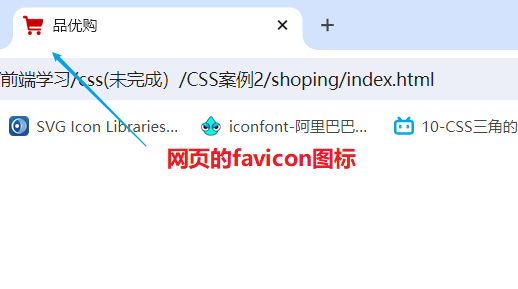 品优购
/前端学习/css(未完成）/CSS案例2/shoping/index.html
SVG Icon Libraries...
iconfont-阿里巴巴...
10-CSS三角的
网页的favicon图标